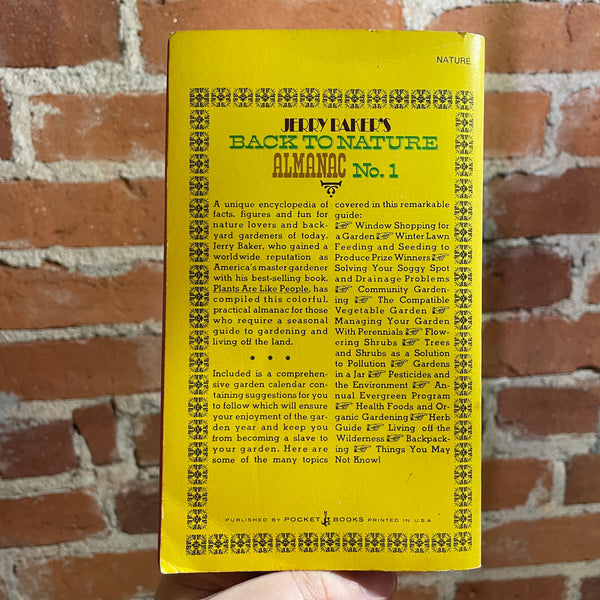 NATURE
JERRY BAKER'S
BACK TO NATURE
ALMANAC No. 1
A unique encyclopedia of
facts, figures and fun for
nature lovers and back-
yard gardeners of today.
Jerry Baker, who gained a
worldwide reputation as
America's master gardener
with his best-selling book,
Plants Are Like People, has
compiled this colorful,
practical almanac for those
who require a seasonal
guide to gardening and
living off the land.
• • •
Included is a comprehen-
sive garden calendar con-
taining suggestions for you
to follow which will ensure
your enjoyment of the gar-
den year and keep you
from becoming a slave to
your garden. Here are
some of the many topics
covered in this remarkable
guide:
☞ Window Shopping for
a Garden ☞ Winter Lawn
Feeding and Seeding to
Produce Prize Winners ☞
Solving Your Soggy Spot
and Drainage Problems
☞ Community Garden-
ing ☞ The Compatible
Vegetable Garden ☞
Managing Your Garden
With Perennials ☞ Flow-
ering Shrubs ☞ Trees
and Shrubs as a Solution
to Pollution ☞ Gardens
in a Jar ☞ Pesticides and
the Environment ☞ An-
nual Evergreen Program
☞ Health Foods and Or-
ganic Gardening ☞ Herb
Guide ☞ Living off the
Wilderness ☞ Backpack-
ing ☞ Things You May
Not Know!
PUBLISHED BY POCKET BOOKS PRINTED IN U.S.A.